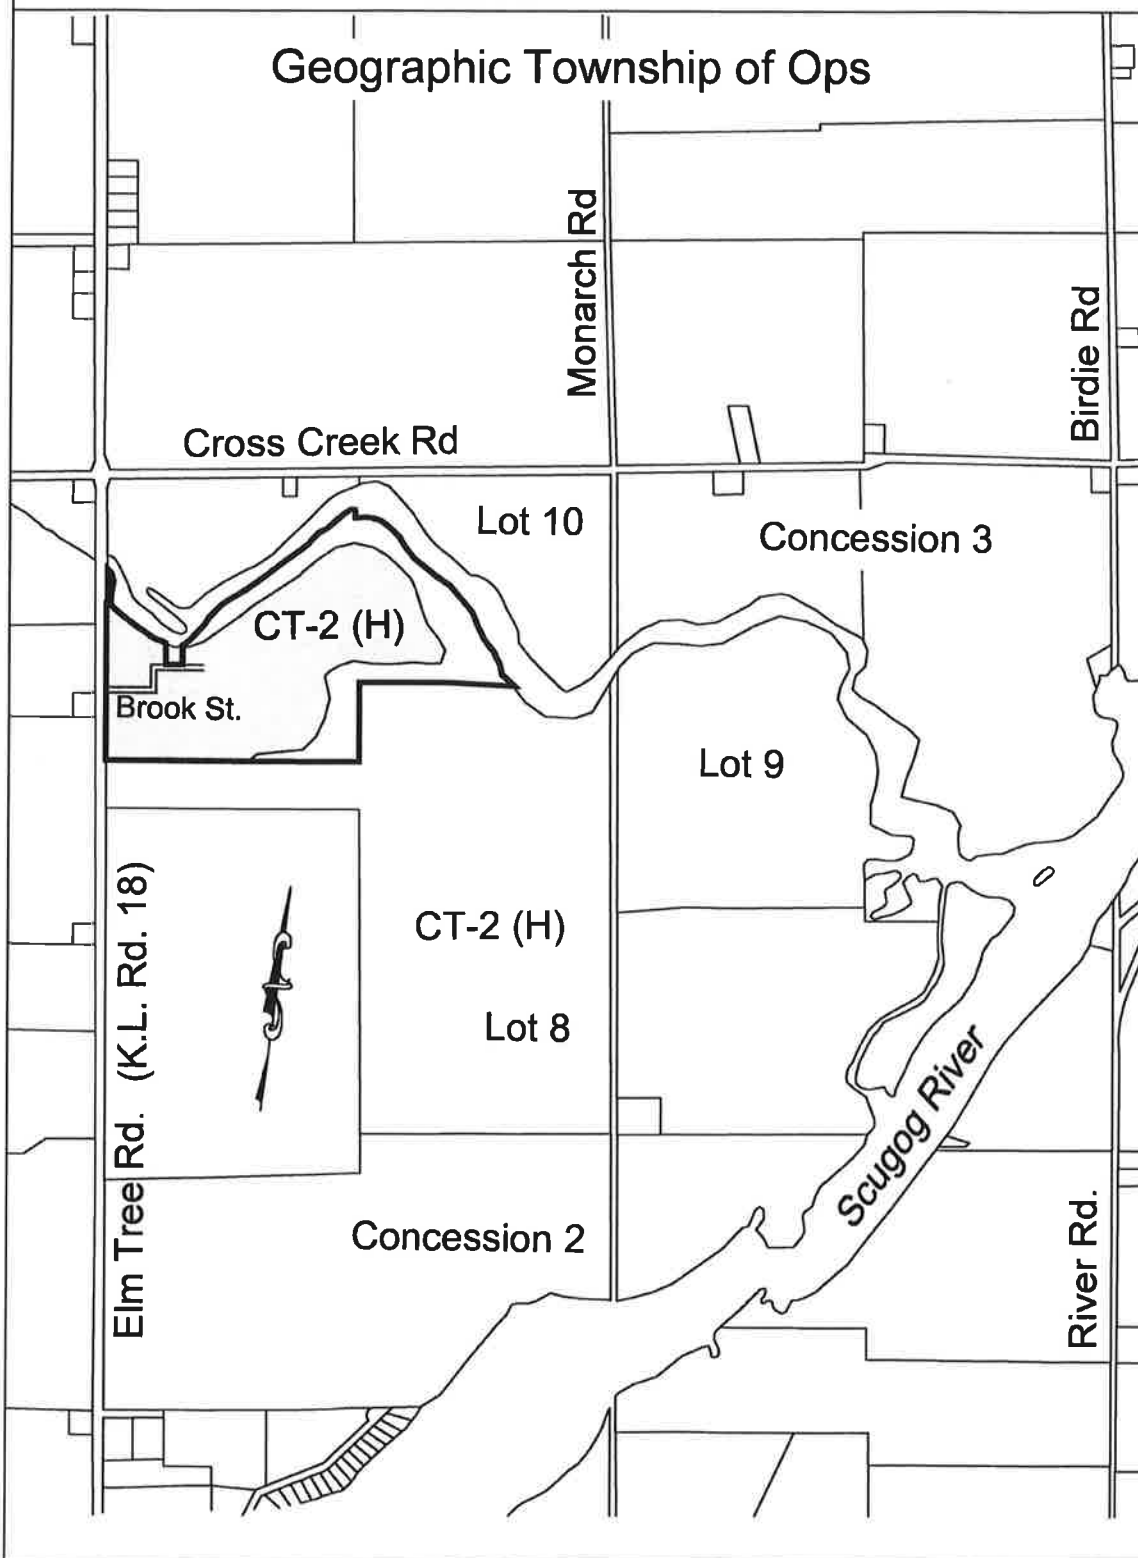 Geographic Township of Ops
Monarch Rd
Birdie Rd
Cross Creek Rd
Lot 10
Concession 3
CT-2 (H)
Brook St.
Lot 9
Elm Tree Rd. (K.L. Rd. 18)
CT-2 (H)
Lot 8
Scugog River
Concession 2
River Rd.